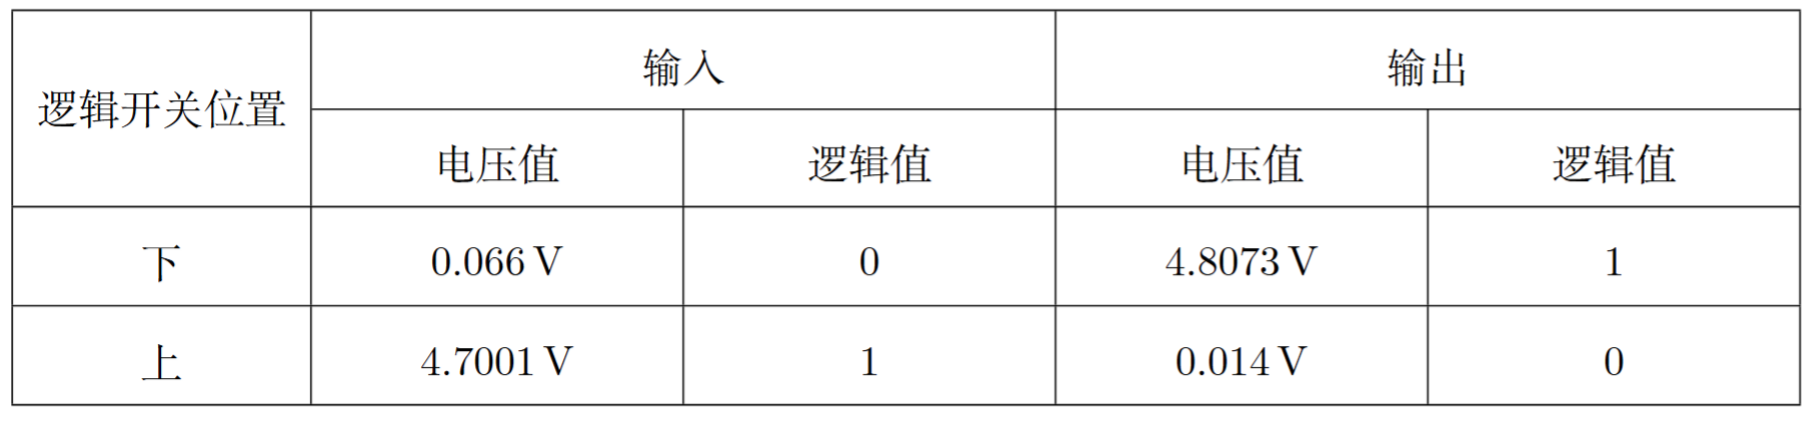 逻辑开关位置 输入 输出
电压值 逻辑值 电压值 逻辑值
下 0.066 V 0 4.8073 V 1
上 4.7001 V 1 0.014 V 0